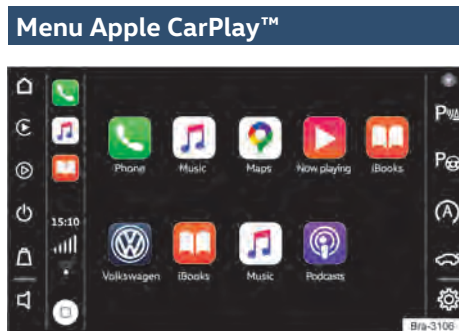 Menu Apple CarPlay™
P
P
A
15:10
Phone Music Maps Now playing iBooks
Volkswagen iBooks Music Podcasts
Bra-3106